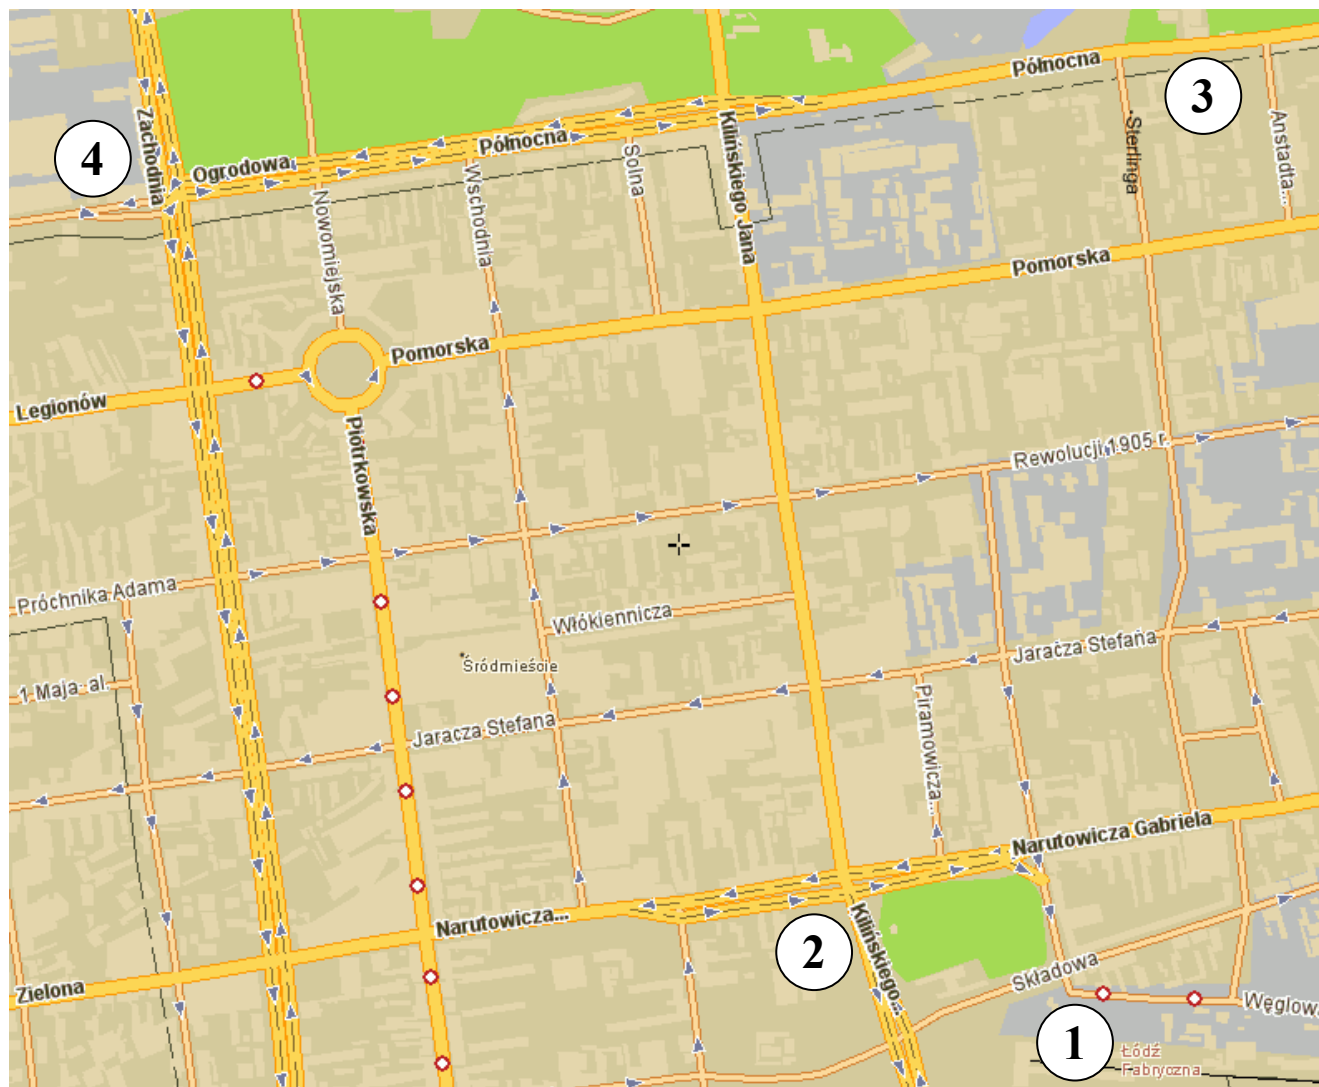 Północna
3
Zachodnia
4
Ogrodowa
Północna
Kilińskiego Jana
Sterlinga
Anstadta...
Solna
Wschodnia
Nowomiejska
Pomorska
Pomorska
Legionów
Piotrkowska
Rewolucji 1905 r.
Próchnika Adama
Włókiennicza
Śródmieście
Jaracza Stefana
1 Maja al
Jaracza Stefana
Piramowicza...
Narutowicza Gabriela
Narutowicza...
Kilińskiego...
2
Składowa
Zielona
Węglow
1
Łódź
Fabryczna